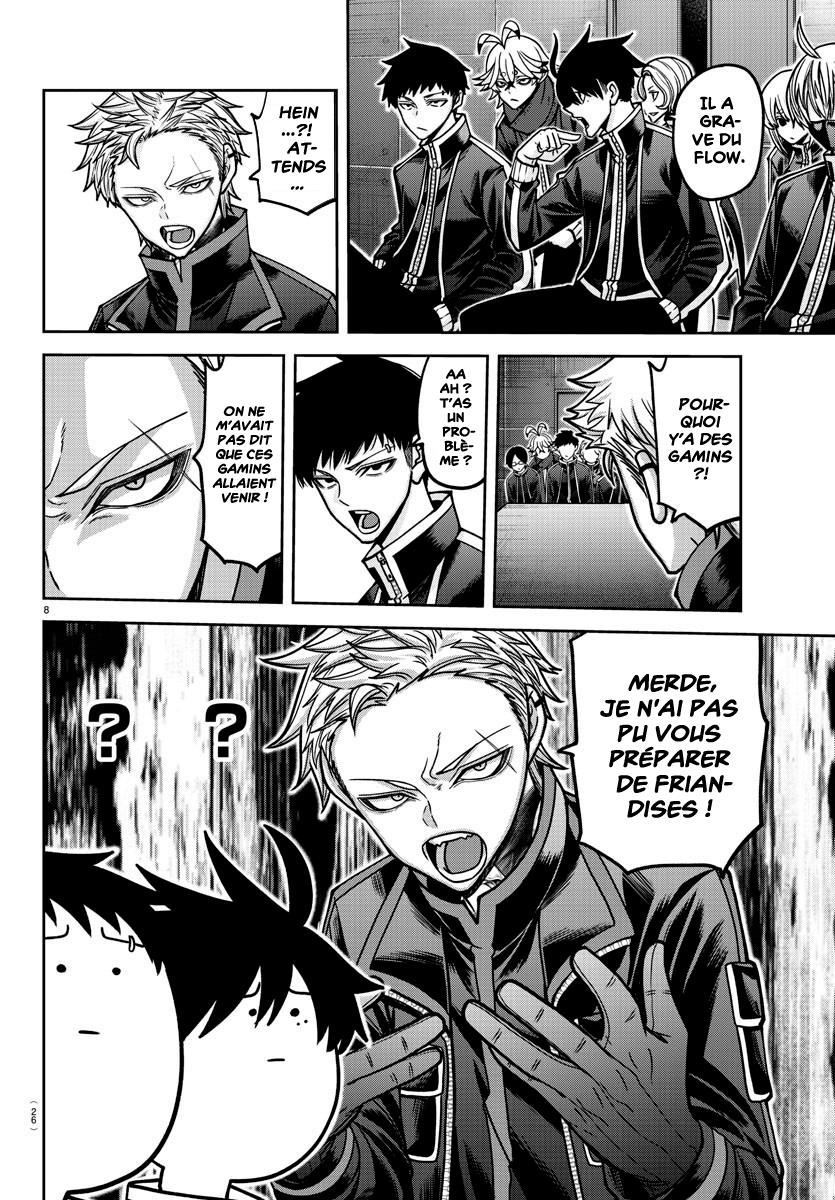 IL A
GRA-
VE DU
FLOW.
HEIN
...?!
AT-
TENDS
...
POUR-
QUOI
Y'A DES
GAMINS
?!
AA
AH ?
T'AS
UN
PRO-
BLÈ-
ME ?
ON NE
M'AVAIT
PAS DIT
QUE CES
GAMINS
ALLAIENT
VENIR !
8
MERDE,
JE N'AI PAS
PU VOUS
PRÉPARER
DE FRIAN-
DISES !
? ?
(26)